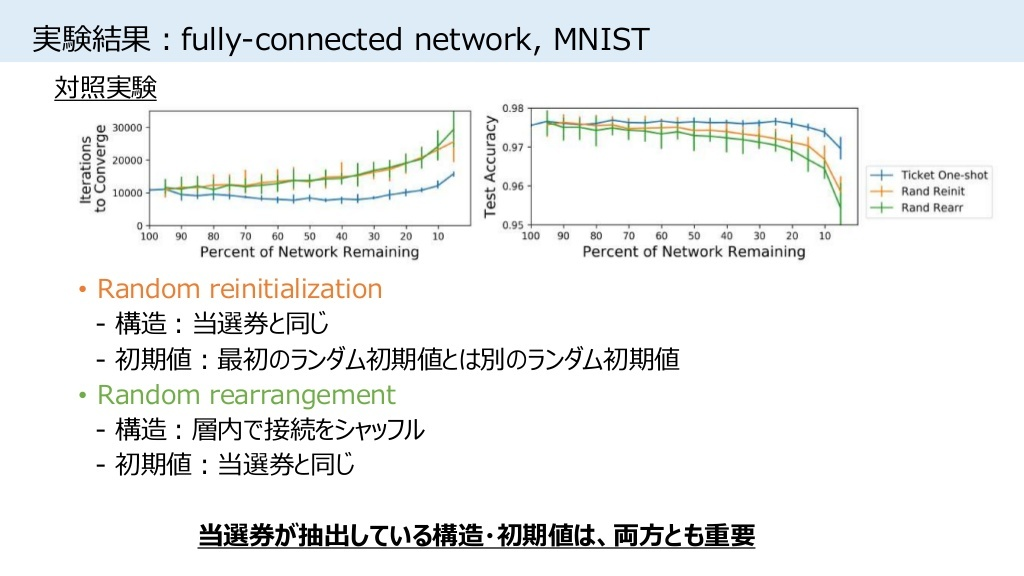 実験結果：fully-connected network, MNIST
対照実験
Iterations
to Converge
30000
20000
10000
0
100 90 80 70 60 50 40 30 20 10
Percent of Network Remaining
Test Accuracy
0.98
0.97
0.96
0.95
100 90 80 70 60 50 40 30 20 10
Percent of Network Remaining
Ticket One-shot
Rand Reinit
Rand Rearr
• Random reinitialization
- 構造：当選券と同じ
- 初期値：最初のランダム初期値とは別のランダム初期値
• Random rearrangement
- 構造：層内で接続をシャッフル
- 初期値：当選券と同じ
当選券が抽出している構造・初期値は、両方とも重要